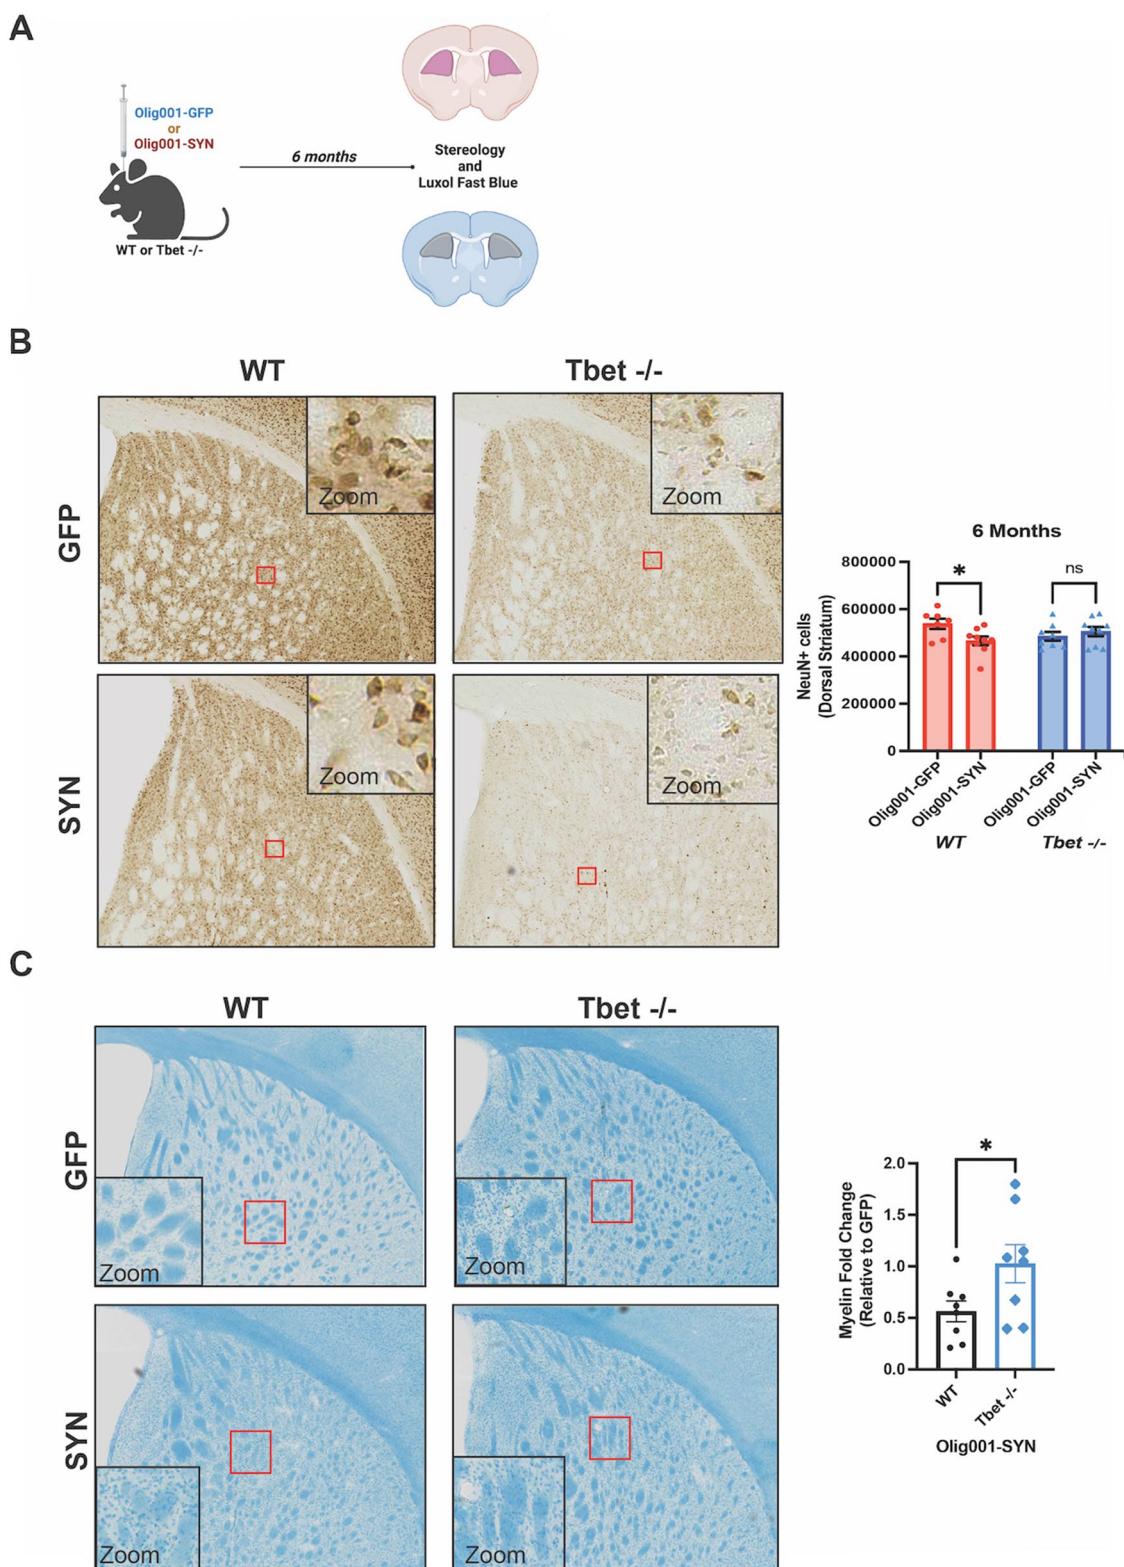 A
Olig001-GFP
or
Olig001-SYN
6 months
WT or Tbet -/-
Stereology
and
Luxol Fast Blue
B
WT
Tbet -/-
GFP
Zoom
Zoom
SYN
Zoom
Zoom
6 Months
NeuN+ cells
(Dorsal Striatum)
800000
600000
400000
200000
0
*
ns
Olig001-GFP
Olig001-SYN
Olig001-GFP
Olig001-SYN
WT
Tbet -/-
C
WT
Tbet -/-
GFP
Zoom
Zoom
SYN
Zoom
Zoom
Myelin Fold Change
(Relative to GFP)
2.0
1.5
1.0
0.5
0.0
*
WT
Tbet -/-
Olig001-SYN